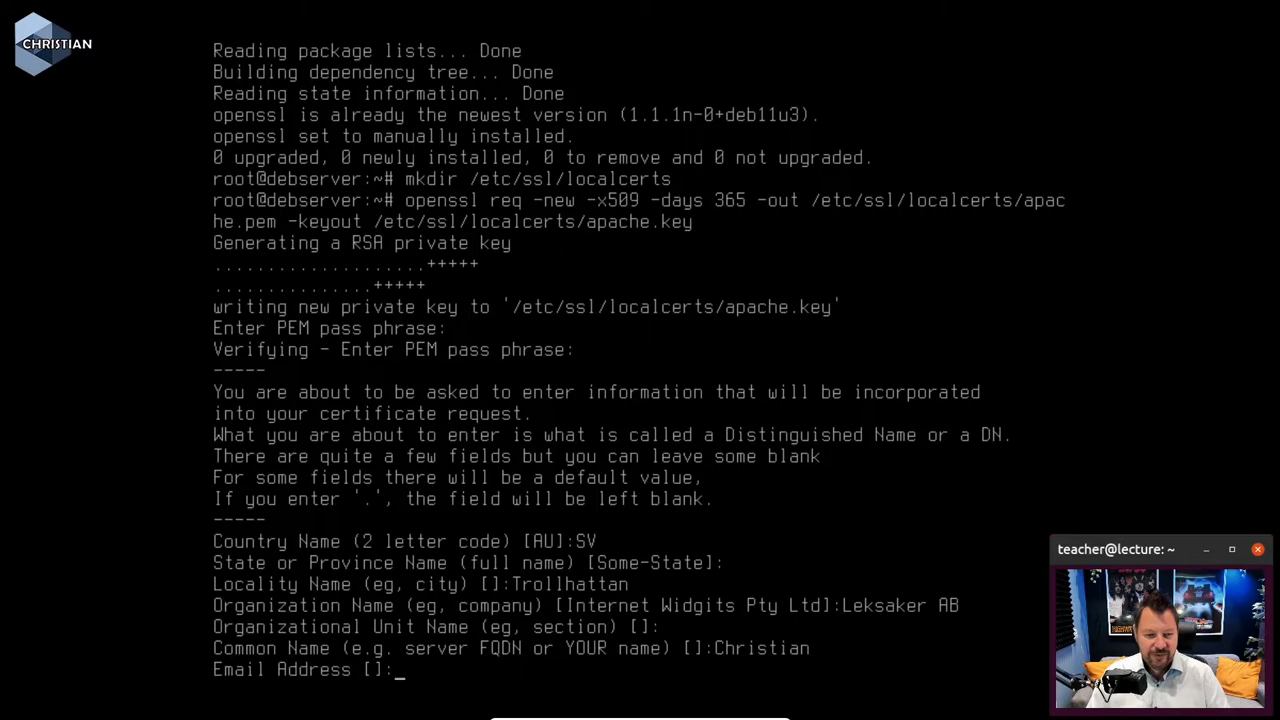 CHRISTIAN
Reading package lists... Done
Building dependency tree... Done
Reading state information... Done
openssl is already the newest version (1.1.1n-0+deb11u3).
openssl set to manually installed.
0 upgraded, 0 newly installed, 0 to remove and 0 not upgraded.
root@debserver:~# mkdir /etc/ssl/localcerts
root@debserver:~# openssl req -new -x509 -days 365 -out /etc/ssl/localcerts/apac
he.pem -keyout /etc/ssl/localcerts/apache.key
Generating a RSA private key
....................+++++
...............+++++
writing new private key to '/etc/ssl/localcerts/apache.key'
Enter PEM pass phrase:
Verifying - Enter PEM pass phrase:
-----
You are about to be asked to enter information that will be incorporated
into your certificate request.
What you are about to enter is what is called a Distinguished Name or a DN.
There are quite a few fields but you can leave some blank
For some fields there will be a default value,
If you enter '.', the field will be left blank.
-----
Country Name (2 letter code) [AU]:SV
State or Province Name (full name) [Some-State]:
Locality Name (eg, city) []:Trollhattan
Organization Name (eg, company) [Internet Widgits Pty Ltd]:Leksaker AB
Organizational Unit Name (eg, section) []:
Common Name (e.g. server FQDN or YOUR name) []:Christian
Email Address []:_
teacher@lecture: ~